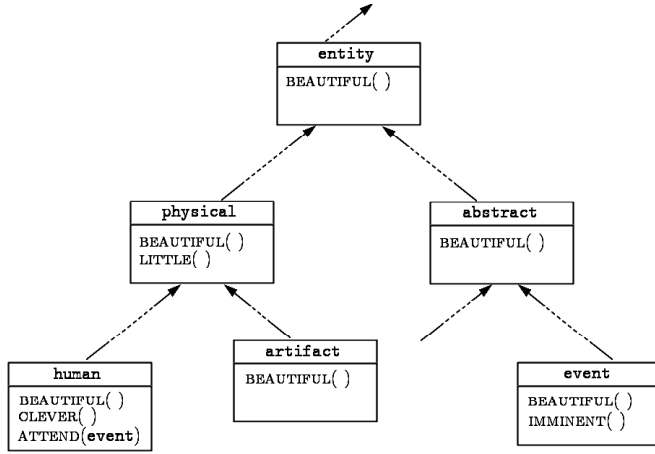 entity
BEAUTIFUL( )
physical
BEAUTIFUL( )
LITTLE( )
abstract
BEAUTIFUL( )
human
BEAUTIFUL( )
CLEVER( )
ATTEND(event)
artifact
BEAUTIFUL( )
event
BEAUTIFUL( )
IMMINENT( )